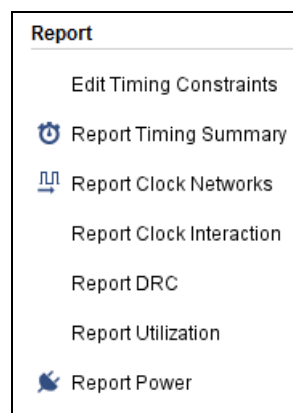 Report
Edit Timing Constraints
Report Timing Summary
Report Clock Networks
Report Clock Interaction
Report DRC
Report Utilization
Report Power